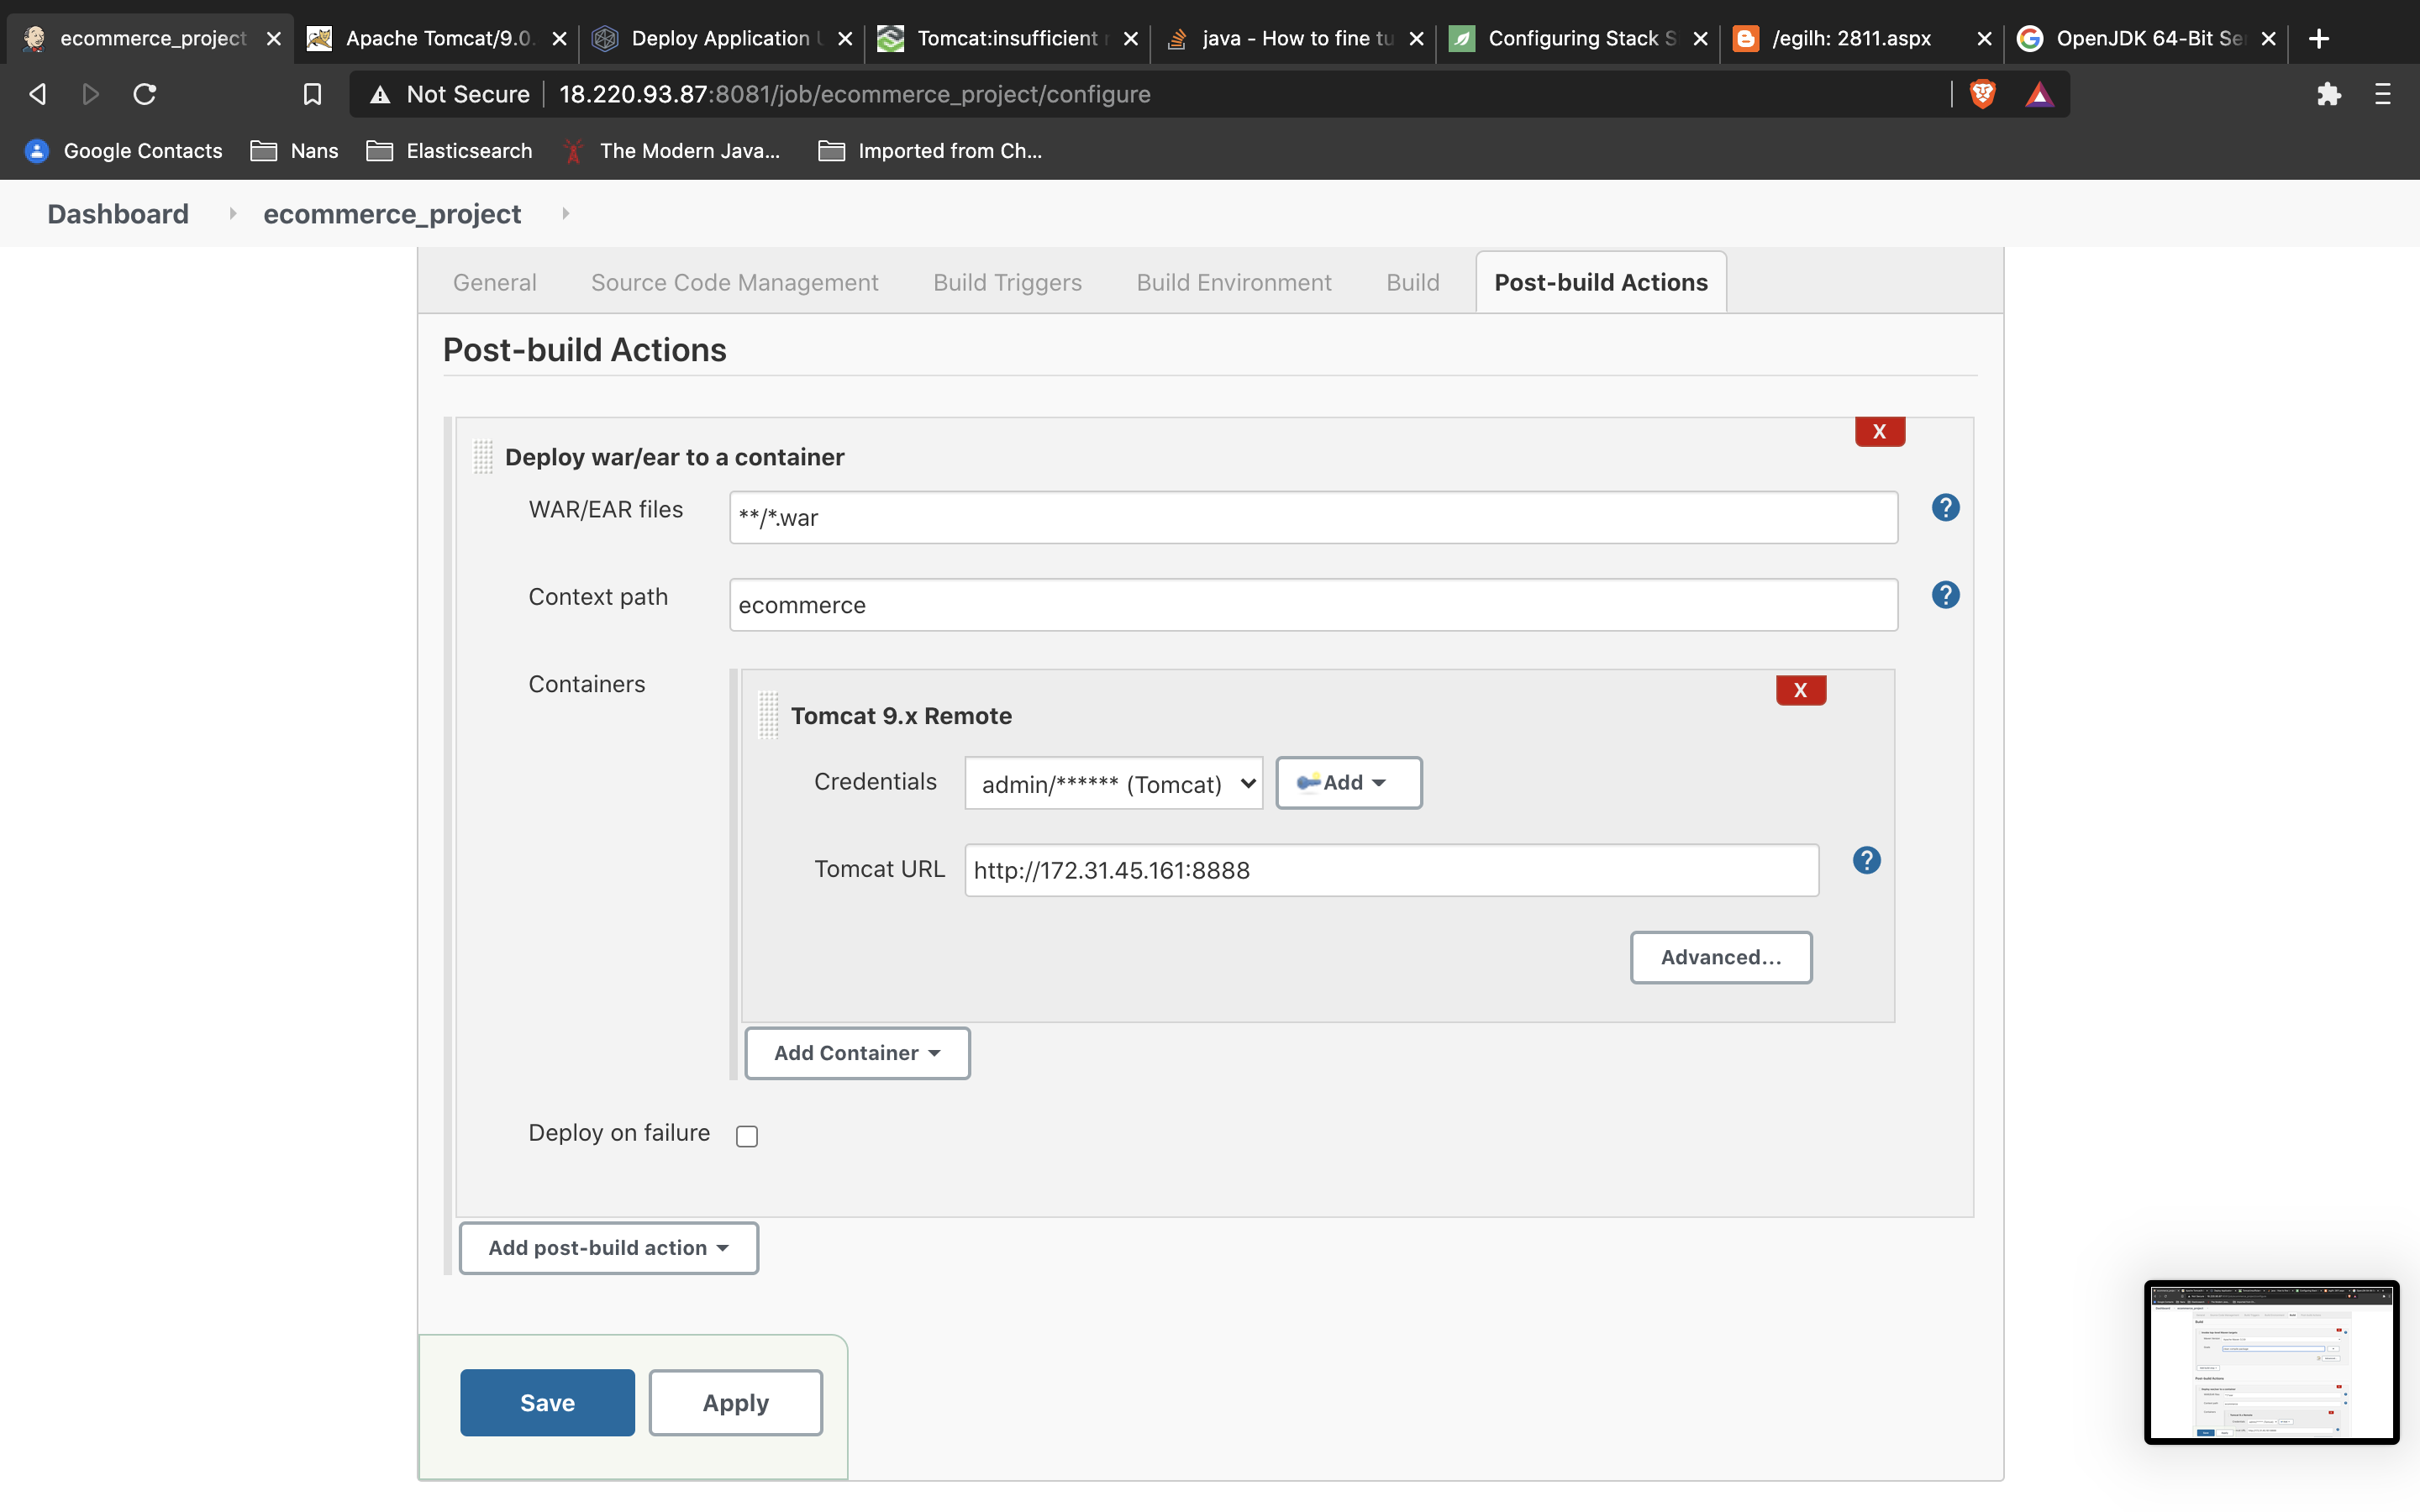 ecommerce_project
Apache Tomcat/9.0.
Deploy Application
Tomcat:insufficient
java - How to fine tu
Configuring Stack S
/egilh: 2811.aspx
OpenJDK 64-Bit Se
Not Secure 18.220.93.87:8081/job/ecommerce_project/configure
Google Contacts
Nans
Elasticsearch
The Modern Java...
Imported from Ch...
Dashboard
ecommerce_project
General
Source Code Management
Build Triggers
Build Environment
Build
Post-build Actions
Post-build Actions
X
Deploy war/ear to a container
WAR/EAR files
**/*.war
?
Context path
ecommerce
?
Containers
X
Tomcat 9.x Remote
Credentials
admin/****** (Tomcat)
Add
Tomcat URL
http://172.31.45.161:8888
?
Advanced...
Add Container
Deploy on failure
Add post-build action
Save
Apply